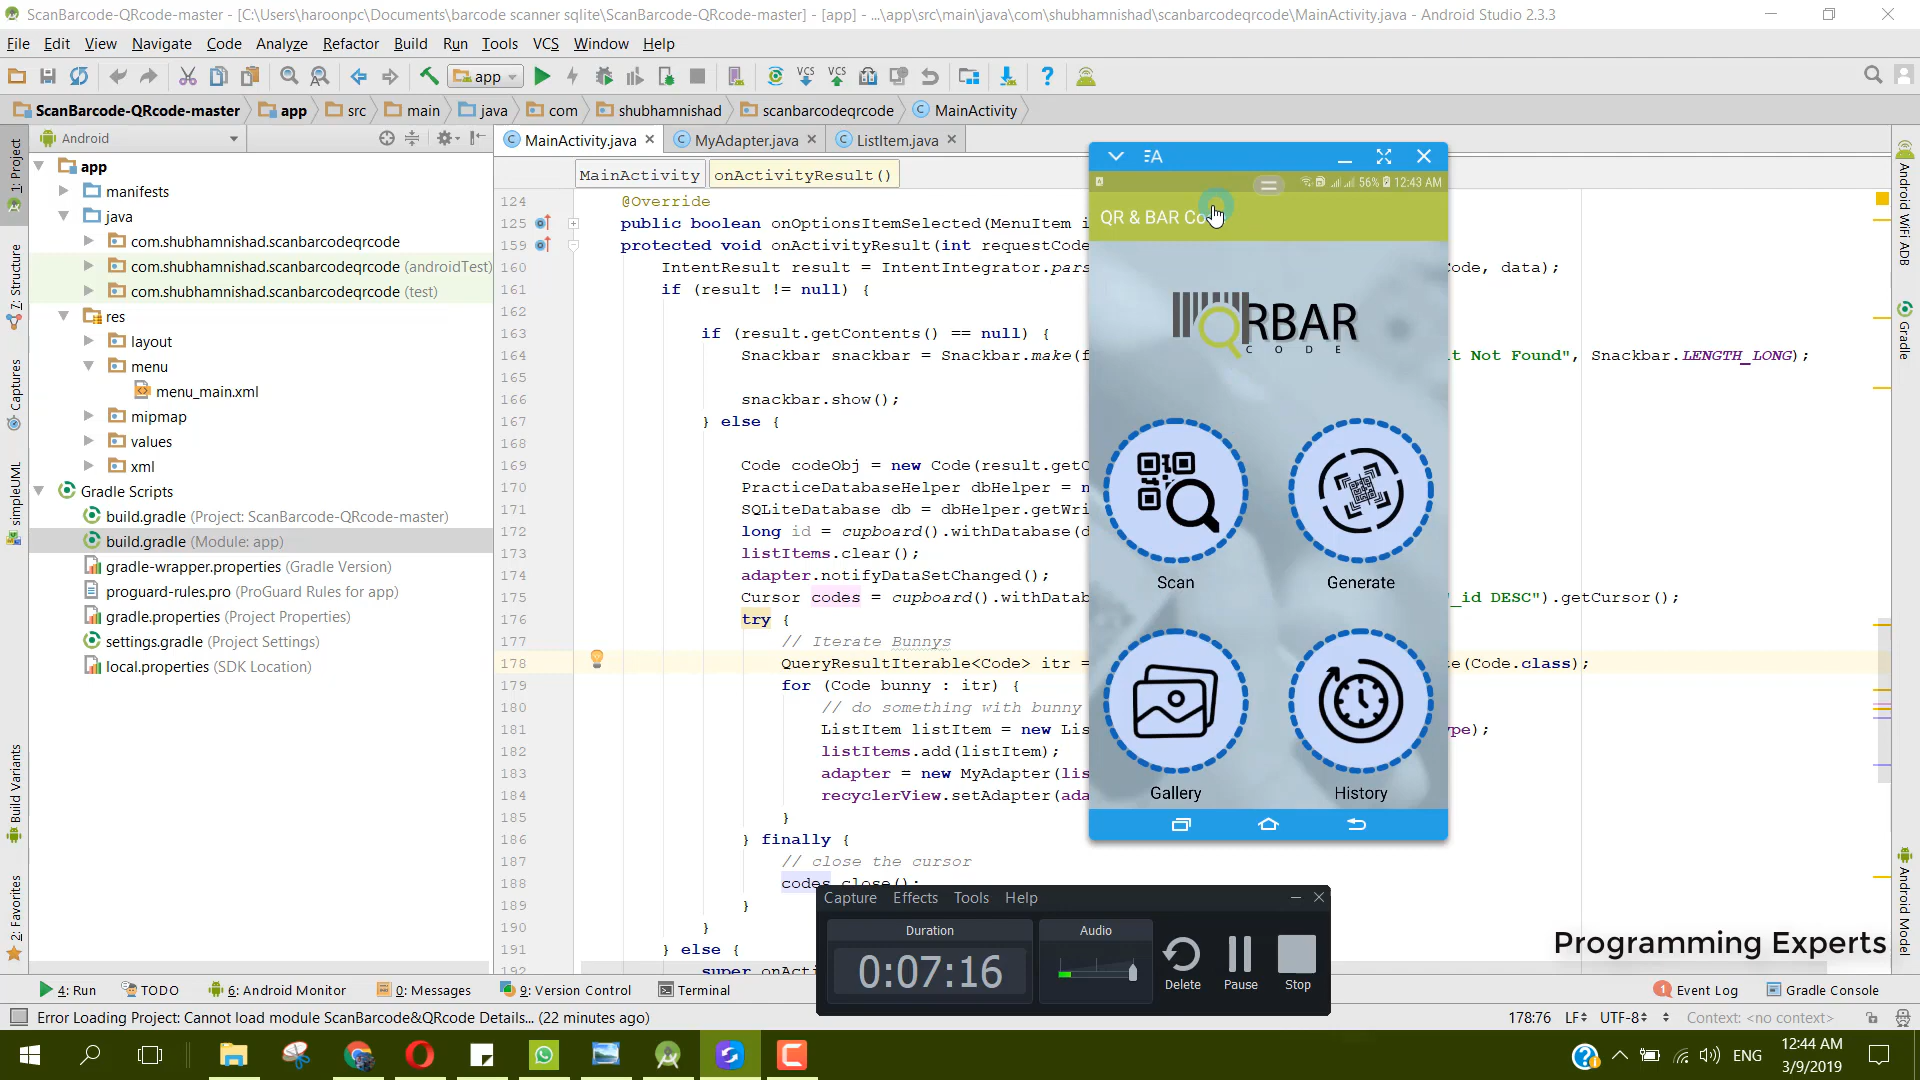 ScanBarcode-QRcode-master - [C:\Users\haroonpc\Documents\barcode scanner sqlite\ScanBarcode-QRcode-master] - [app] - ...\app\src\main\java\com\shubhamnishad\scanbarcodeqrcode\MainActivity.java - Android Studio 2.3.3
File Edit View Navigate Code Analyze Refactor Build Run Tools VCS Window Help
app
ScanBarcode-QRcode-master app src main java com shubhamnishad scanbarcodeqrcode MainActivity
Android
MainActivity.java MyAdapter.java ListItem.java
MainActivity onActivityResult()
1: Project
7: Structure
Captures
simpleUML
Build Variants
2: Favorites
app
manifests
java
com.shubhamnishad.scanbarcodeqrcode
com.shubhamnishad.scanbarcodeqrcode (androidTest)
com.shubhamnishad.scanbarcodeqrcode (test)
res
layout
menu
menu_main.xml
mipmap
values
xml
Gradle Scripts
build.gradle (Project: ScanBarcode-QRcode-master)
build.gradle (Module: app)
gradle-wrapper.properties (Gradle Version)
proguard-rules.pro (ProGuard Rules for app)
gradle.properties (Project Properties)
settings.gradle (Project Settings)
local.properties (SDK Location)
124 @Override
125 public boolean onOptionsItemSelected(MenuItem
159 protected void onActivityResult(int requestCode
160 IntentResult result = IntentIntegrator. , data);
161 if (result != null) {
162
163 if (result.getContents() == null) {
164 Snackbar snackbar = Snackbar.make( Not Found", Snackbar.LENGTH_LONG);
165
166 snackbar.show();
167 } else {
168
169 Code codeObj = new Code(result.
170 PracticeDatabaseHelper dbHelper =
171 SQLiteDatabase db = dbHelper.
172 long id = cupboard().withDatabase(
173 listItems.clear();
174 adapter.notifyDataSetChanged();
175 Cursor codes = cupboard(). _id DESC").getCursor();
176 try {
177 // Iterate Bunnys
178 QueryResultIterable<Code> itr = (Code.class);
179 for (Code bunny : itr) {
180 // do something with bunny
181 ListItem listItem = new
182 listItems.add(listItem);
183 adapter = new MyAdapter(
184 recyclerView.setAdapter(
185 }
186 } finally {
187 // close the cursor
188 codes.close();
189 }
190 }
191 } else {
192
56% 12:43 AM
QR & BAR
QRBAR
CODE
Scan Generate
Gallery History
Capture Effects Tools Help
Duration Audio
0:07:16
Delete Pause Stop
Programming Experts
Android WiFi ADB
Gradle
Android Model
4: Run TODO 6: Android Monitor 0: Messages 9: Version Control Terminal Event Log Gradle Console
Error Loading Project: Cannot load module ScanBarcode&QRcode Details... (22 minutes ago) 178:76 LF UTF-8 Context: <no context>
ENG
12:44 AM
3/9/2019